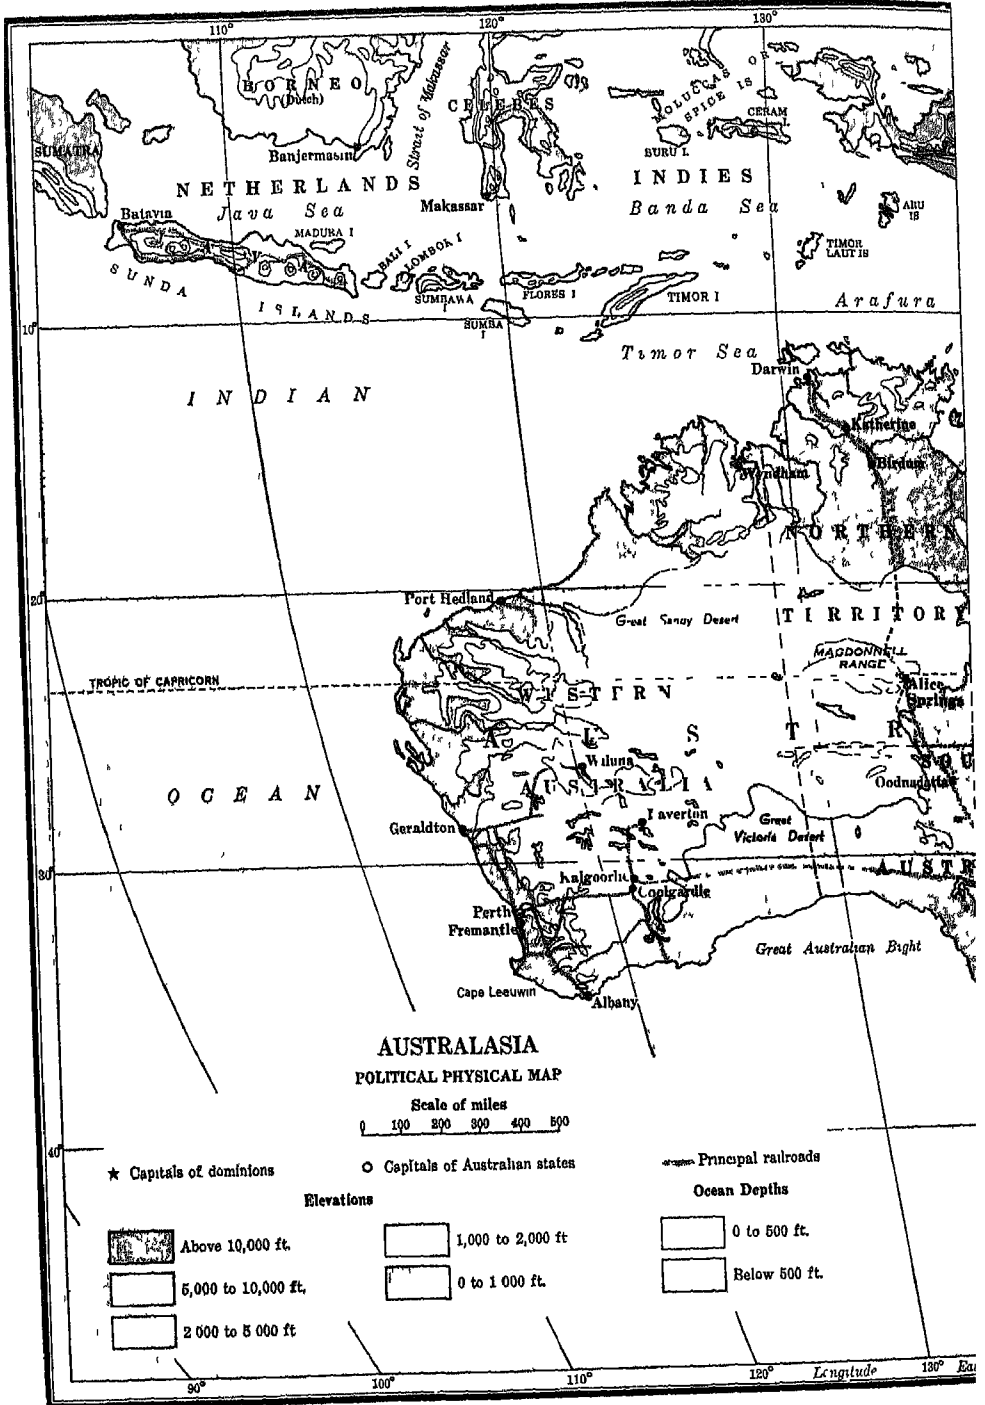 110°
120°
130°
BORNEO
(Dutch)
Strait of Makassar
CELEBES
MOLUCCAS OR
SPICE IS
CERAM
I.
SUMATRA
Banjermasin
BURU I.
NETHERLANDS
INDIES
Makassar
Batavia
Java Sea
Banda Sea
ARU
IS
MADURA I
BALI I
LOMBOK I
TIMOR
LAUT IS
JAVA
SUNDA
ISLANDS
SUMBAWA
I
FLORES I
TIMOR I
SUMBA
I
Arafura
10°
Timor Sea
Darwin
INDIAN
Katherine
Birdum
Wyndham
NORTHERN
20°
Port Hedland
Great Sandy Desert
TERRITORY
MACDONNELL
RANGE
TROPIC OF CAPRICORN
WESTERN
Alice
Springs
A U S T R
SOU
Wiluna
Oodnadatta
OCEAN
AUSTRALIA
Laverton
Geraldton
Great
Victoria Desert
30°
Kalgoorlie
AUSTR
Coolgardie
Perth
Fremantle
Great Australian Bight
Cape Leeuwin
Albany
AUSTRALASIA
POLITICAL PHYSICAL MAP
Scale of miles
0 100 200 300 400 500
40°
★ Capitals of dominions
○ Capitals of Australian states
Principal railroads
Elevations
Ocean Depths
Above 10,000 ft.
1,000 to 2,000 ft
0 to 500 ft.
5,000 to 10,000 ft.
0 to 1 000 ft.
Below 500 ft.
2 000 to 5 000 ft
90°
100°
110°
120°
Longitude
130°
Eas